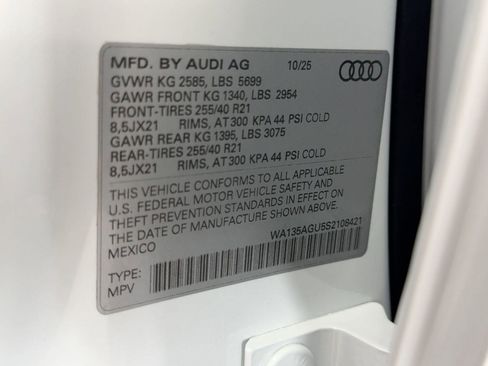 MFD. BY AUDI AG 10/25
GVWR KG 2585, LBS 5699
GAWR FRONT KG 1340, LBS 2954
FRONT-TIRES 255/40 R21
8,5JX21 RIMS, AT 300 KPA 44 PSI COLD
GAWR REAR KG 1395, LBS 3075
REAR-TIRES 255/40 R21
8,5JX21 RIMS, AT 300 KPA 44 PSI COLD
THIS VEHICLE CONFORMS TO ALL APPLICABLE
U.S. FEDERAL MOTOR VEHICLE SAFETY AND
THEFT PREVENTION STANDARDS IN EFFECT ON
THE DATE OF MANUFACTURE SHOWN ABOVE.
MEXICO
WA135AGU5S2108421
TYPE:
MPV